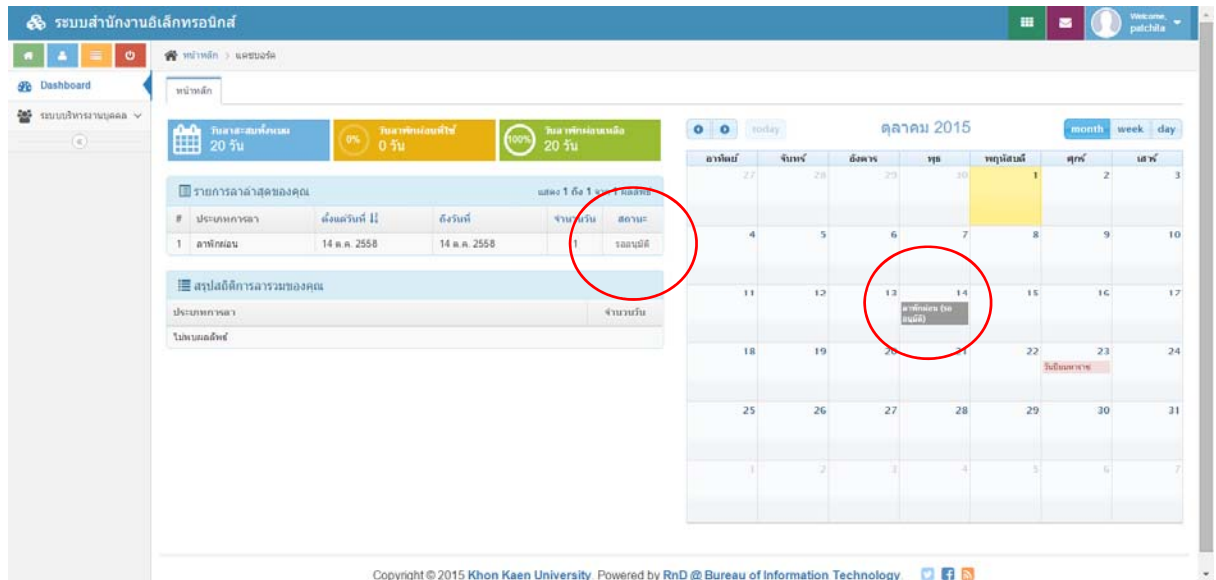 ระบบสำนักงานอิเล็กทรอนิกส์
Welcome,
patchita
หน้าหลัก > แดชบอร์ด
Dashboard
ระบบบริหารงานบุคคล
หน้าหลัก
วันลาสะสมทั้งหมด
20 วัน
0%
วันลาพักผ่อนที่ใช้
0 วัน
100%
วันลาพักผ่อนเหลือ
20 วัน
รายการลาล่าสุดของคุณ
แสดง 1 ถึง 1 จาก 1 ผลลัพธ์
# ประเภทการลา ตั้งแต่วันที่ ถึงวันที่ จำนวนวัน สถานะ
1 ลาพักผ่อน 14 ต.ค. 2558 14 ต.ค. 2558 1 รออนุมัติ
สรุปสถิติการลารวมของคุณ
ประเภทการลา จำนวนวัน
ไม่พบผลลัพธ์
today ตุลาคม 2015 month week day
อาทิตย์ จันทร์ อังคาร พุธ พฤหัสบดี ศุกร์ เสาร์
27 28 29 30 1 2 3
4 5 6 7 8 9 10
11 12 13 14 15 16 17
ลาพักผ่อน (รอ
อนุมัติ)
18 19 20 21 22 23 24
วันปิยมหาราช
25 26 27 28 29 30 31
1 2 3 4 5 6 7
Copyright © 2015 Khon Kaen University. Powered by RnD @ Bureau of Information Technology.